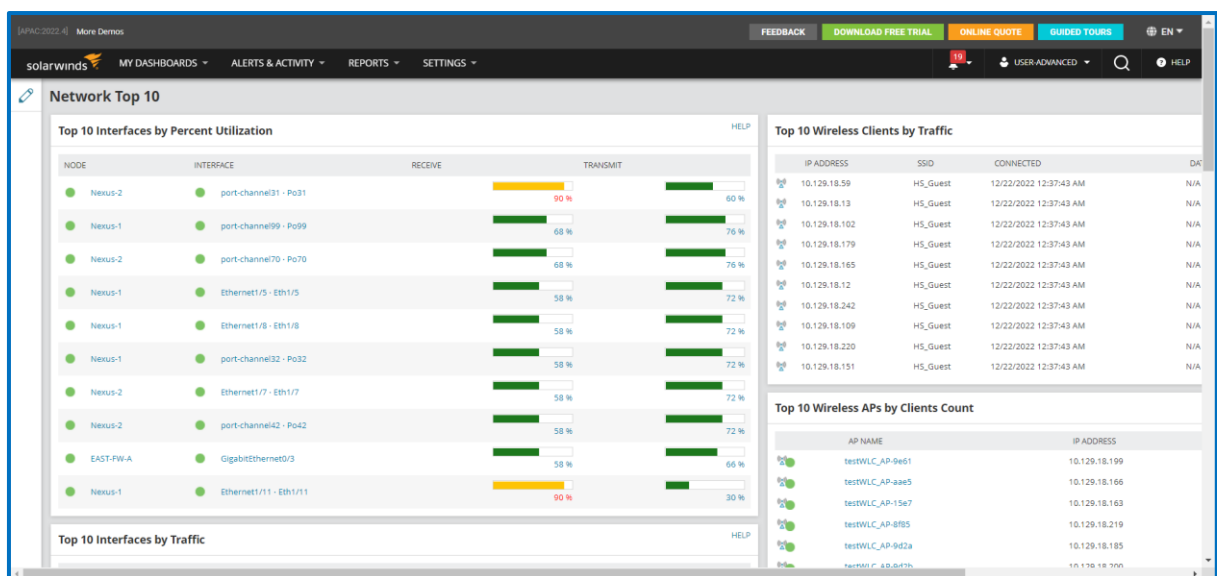 [APAC:2022.4] More Demos FEEDBACK DOWNLOAD FREE TRIAL ONLINE QUOTE GUIDED TOURS EN
solarwinds MY DASHBOARDS ALERTS & ACTIVITY REPORTS SETTINGS 19 USER-ADVANCED HELP
Network Top 10
Top 10 Interfaces by Percent Utilization HELP
NODE INTERFACE RECEIVE TRANSMIT
Nexus-2 port-channel31 - Po31 90 % 60 %
Nexus-1 port-channel99 - Po99 68 % 76 %
Nexus-2 port-channel70 - Po70 68 % 76 %
Nexus-1 Ethernet1/5 - Eth1/5 58 % 72 %
Nexus-1 Ethernet1/8 - Eth1/8 58 % 72 %
Nexus-1 port-channel32 - Po32 58 % 72 %
Nexus-2 Ethernet1/7 - Eth1/7 58 % 72 %
Nexus-2 port-channel42 - Po42 58 % 72 %
EAST-FW-A GigabitEthernet0/3 58 % 66 %
Nexus-1 Ethernet1/11 - Eth1/11 90 % 30 %
Top 10 Interfaces by Traffic HELP
Top 10 Wireless Clients by Traffic
IP ADDRESS SSID CONNECTED DA
10.129.18.59 HS_Guest 12/22/2022 12:37:43 AM N/A
10.129.18.13 HS_Guest 12/22/2022 12:37:43 AM N/A
10.129.18.102 HS_Guest 12/22/2022 12:37:43 AM N/A
10.129.18.179 HS_Guest 12/22/2022 12:37:43 AM N/A
10.129.18.165 HS_Guest 12/22/2022 12:37:43 AM N/A
10.129.18.12 HS_Guest 12/22/2022 12:37:43 AM N/A
10.129.18.242 HS_Guest 12/22/2022 12:37:43 AM N/A
10.129.18.109 HS_Guest 12/22/2022 12:37:43 AM N/A
10.129.18.220 HS_Guest 12/22/2022 12:37:43 AM N/A
10.129.18.151 HS_Guest 12/22/2022 12:37:43 AM N/A
Top 10 Wireless APs by Clients Count
AP NAME IP ADDRESS
testWLC_AP-9e61 10.129.18.199
testWLC_AP-aae5 10.129.18.166
testWLC_AP-15e7 10.129.18.163
testWLC_AP-8f85 10.129.18.219
testWLC_AP-9d2a 10.129.18.185
testWLC_AP-9d2b 10.129.18.200